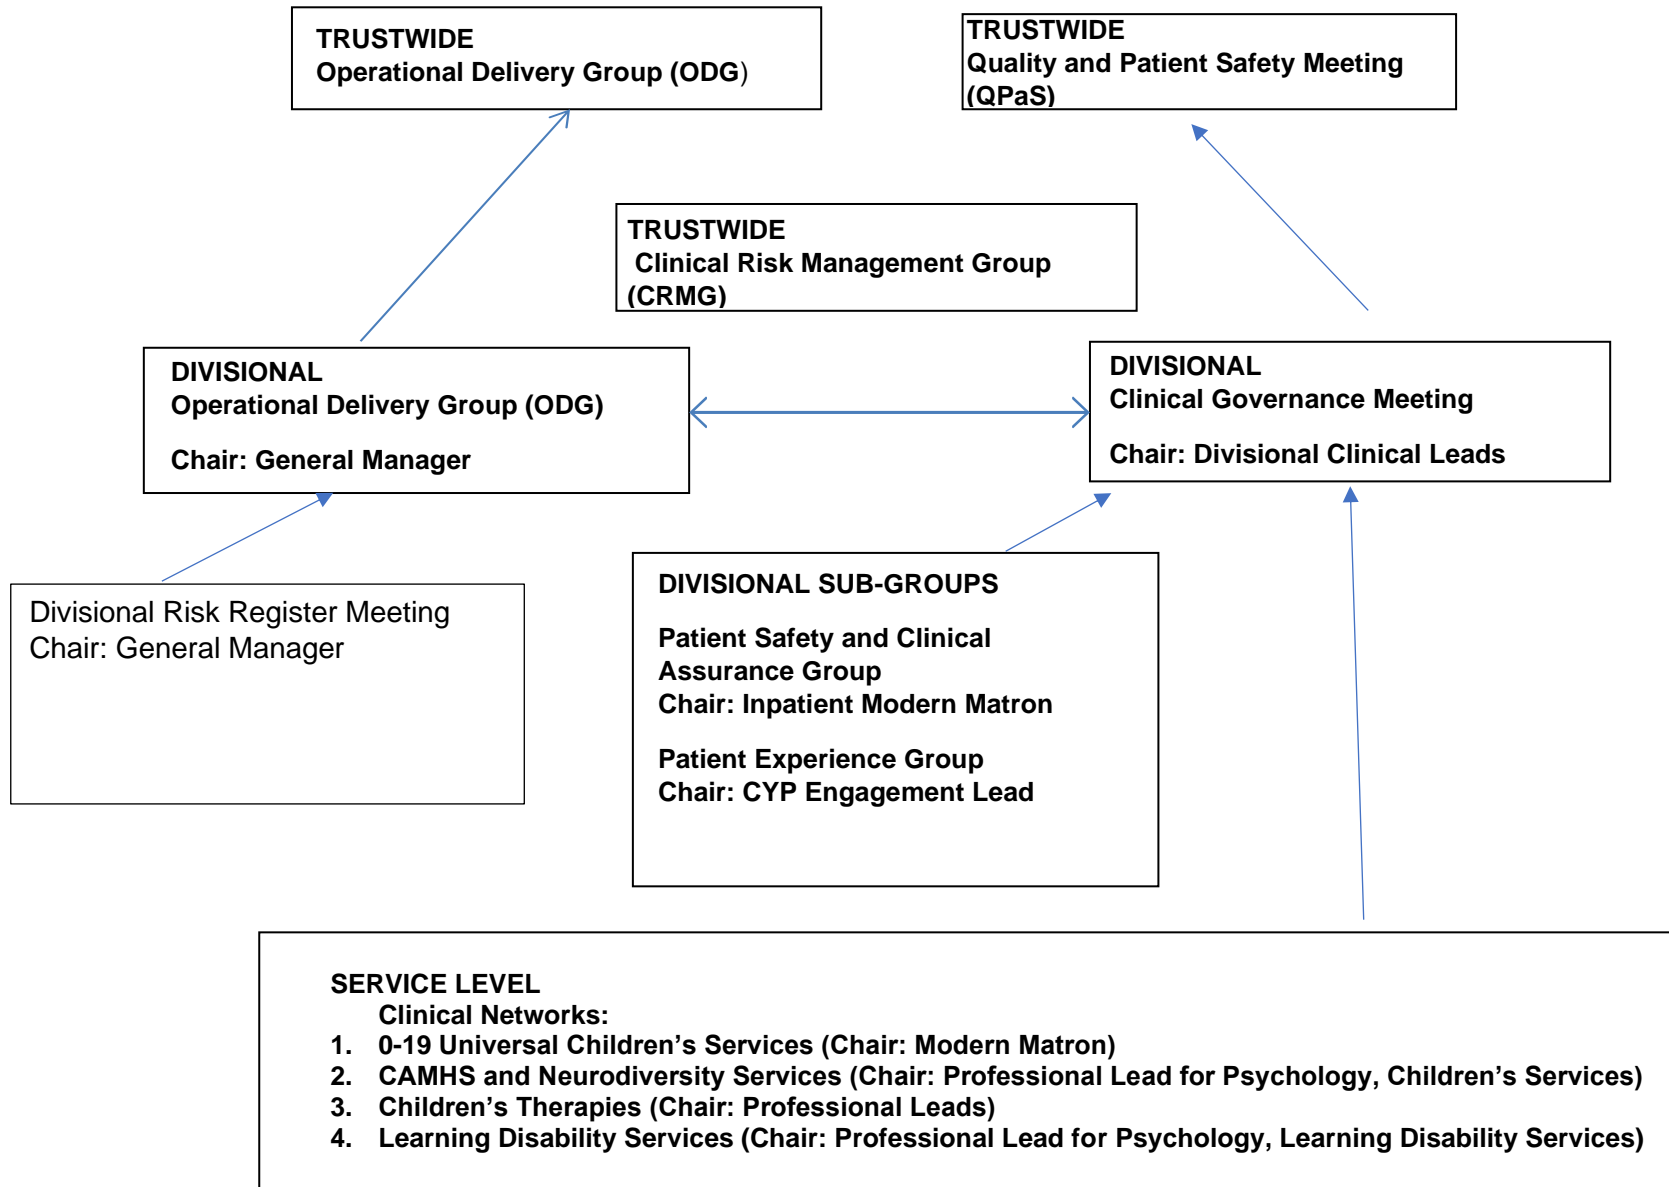 TRUSTWIDE
Operational Delivery Group (ODG)
TRUSTWIDE
Quality and Patient Safety Meeting
(QPaS)
TRUSTWIDE
Clinical Risk Management Group
(CRMG)
DIVISIONAL
Operational Delivery Group (ODG)
Chair: General Manager
DIVISIONAL
Clinical Governance Meeting
Chair: Divisional Clinical Leads
Divisional Risk Register Meeting
Chair: General Manager
DIVISIONAL SUB-GROUPS
Patient Safety and Clinical
Assurance Group
Chair: Inpatient Modern Matron
Patient Experience Group
Chair: CYP Engagement Lead
SERVICE LEVEL
Clinical Networks:
1. 0-19 Universal Children’s Services (Chair: Modern Matron)
2. CAMHS and Neurodiversity Services (Chair: Professional Lead for Psychology, Children’s Services)
3. Children’s Therapies (Chair: Professional Leads)
4. Learning Disability Services (Chair: Professional Lead for Psychology, Learning Disability Services)